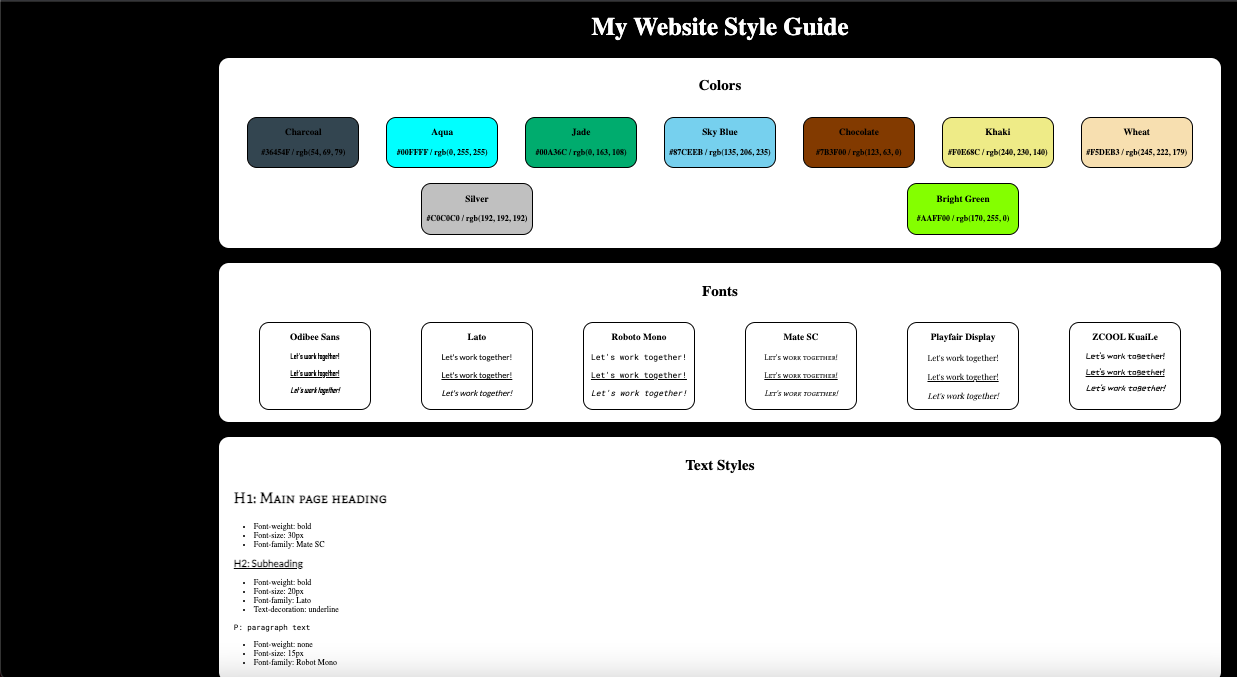 My Website Style Guide
Colors
Charcoal
#36454F / rgb(54, 69, 79)
Aqua
#00FFFF / rgb(0, 255, 255)
Jade
#00A36C / rgb(0, 163, 108)
Sky Blue
#87CEEB / rgb(135, 206, 235)
Chocolate
#7B3F00 / rgb(123, 63, 0)
Khaki
#F0E68C / rgb(240, 230, 140)
Wheat
#F5DEB3 / rgb(245, 222, 179)
Silver
#C0C0C0 / rgb(192, 192, 192)
Bright Green
#AAFF00 / rgb(170, 255, 0)
Fonts
Odibee Sans
Let's work together!
Let's work together!
Let's work together!
Lato
Let's work together!
Let's work together!
Let's work together!
Roboto Mono
Let's work together!
Let's work together!
Let's work together!
Mate SC
Let's work together!
Let's work together!
Let's work together!
Playfair Display
Let's work together!
Let's work together!
Let's work together!
ZCOOL KuaiLe
Let's work together!
Let's work together!
Let's work together!
Text Styles
H1: Main page heading
• Font-weight: bold
• Font-size: 30px
• Font-family: Mate SC
H2: Subheading
• Font-weight: bold
• Font-size: 20px
• Font-family: Lato
• Text-decoration: underline
P: paragraph text
• Font-weight: none
• Font-size: 15px
• Font-family: Robot Mono